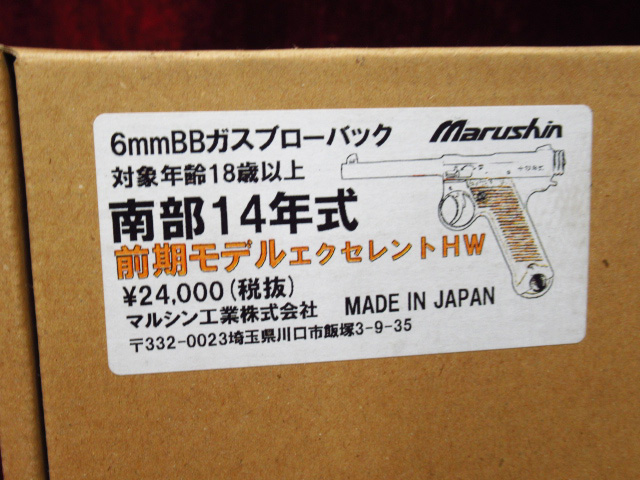 6mmBBガスブローバック
Marushin
対象年齢18歳以上
南部14年式
前期モデルエクセレントHW
¥24,000(税抜)
マルシン工業株式会社
MADE IN JAPAN
〒332-0023埼玉県川口市飯塚3-9-35